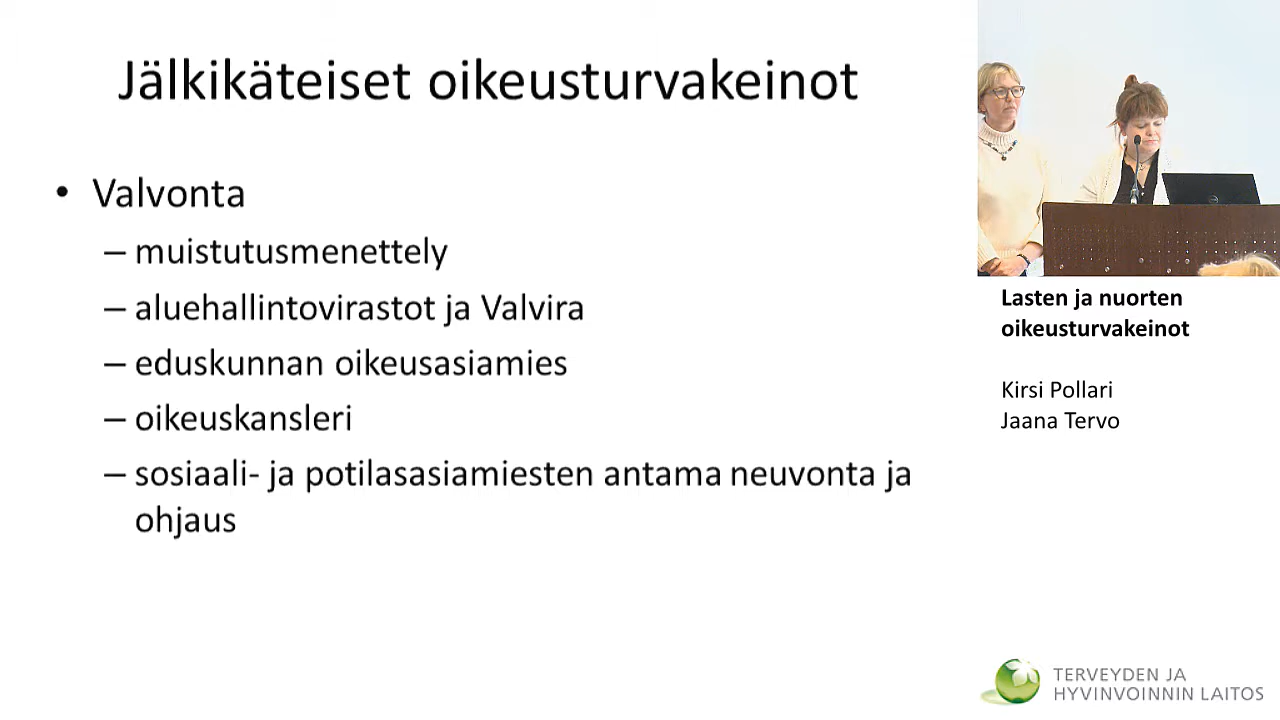 Jälkikäteiset oikeusturvakeinot
• Valvonta
– muistutusmenettely
– aluehallintovirastot ja Valvira
– eduskunnan oikeusasiamies
– oikeuskansleri
– sosiaali- ja potilasasiamiesten antama neuvonta ja
ohjaus
Lasten ja nuorten
oikeusturvakeinot
Kirsi Pollari
Jaana Tervo
TERVEYDEN JA
HYVINVOINNIN LAITOS